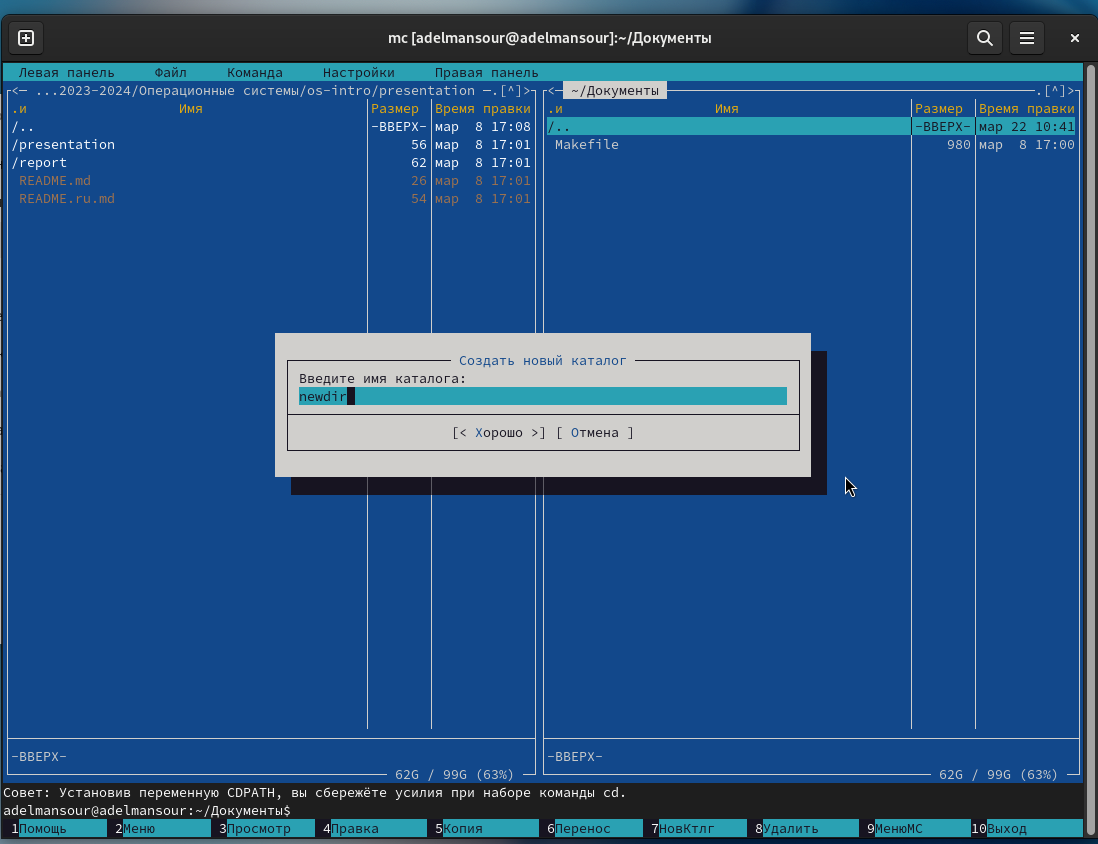 mc [adelmansour@adelmansour]:~/Документы
Левая панель Файл Команда Настройки Правая панель
<─ ...2023-2024/Операционные системы/os-intro/presentation ─.[^]> <─ ~/Документы .[^]>
.и Имя Размер Время правки .и Имя Размер Время правки
/.. -ВВЕРХ- мар 8 17:08 /.. -ВВЕРХ- мар 22 10:41
/presentation 56 мар 8 17:01 Makefile 980 мар 8 17:00
/report 62 мар 8 17:01
README.md 26 мар 8 17:01
README.ru.md 54 мар 8 17:01
Создать новый каталог
Введите имя каталога:
newdir
[< Хорошо >] [ Отмена ]
-ВВЕРХ- -ВВЕРХ-
62G / 99G (63%) 62G / 99G (63%)
Совет: Установив переменную CDPATH, вы сбережёте усилия при наборе команды cd.
adelmansour@adelmansour:~/Документы$
1Помощь 2Меню 3Просмотр 4Правка 5Копия 6Перенос 7НовКтлг 8Удалить 9МенюMC 10Выход